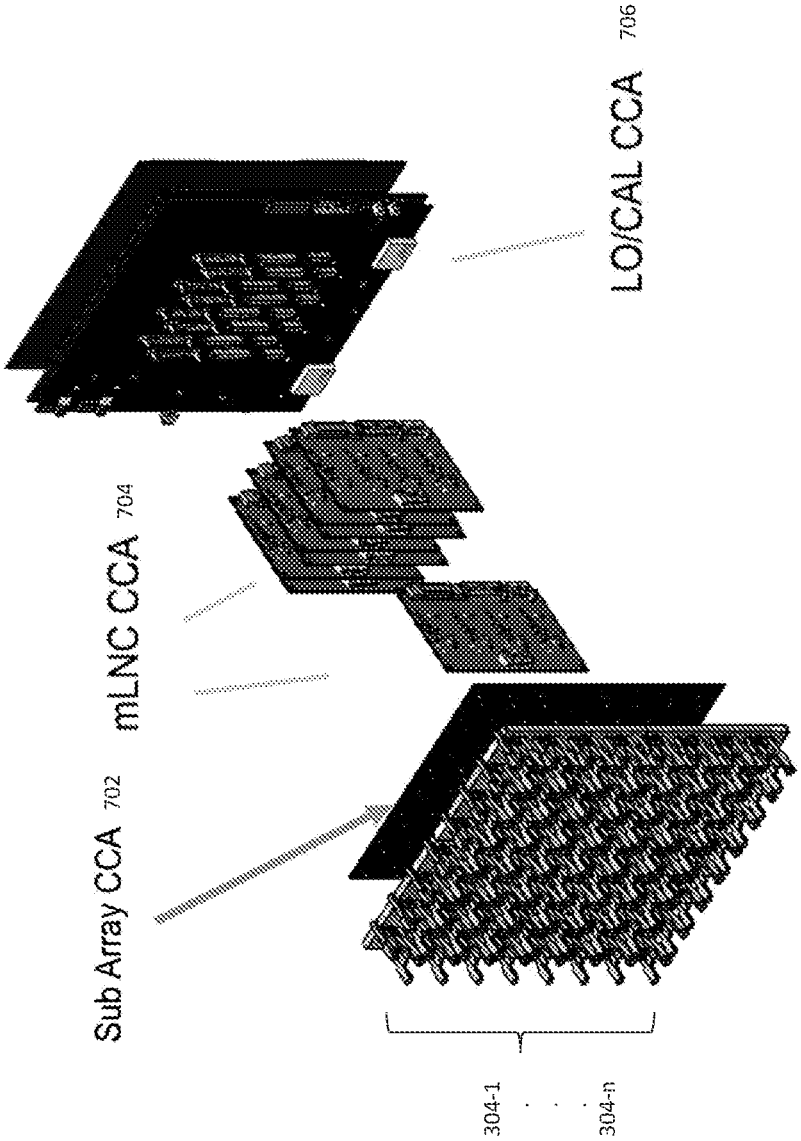 Sub Array CCA 702
mLNC CCA 704
LO/CAL CCA 706
304-1
.
.
.
304-n